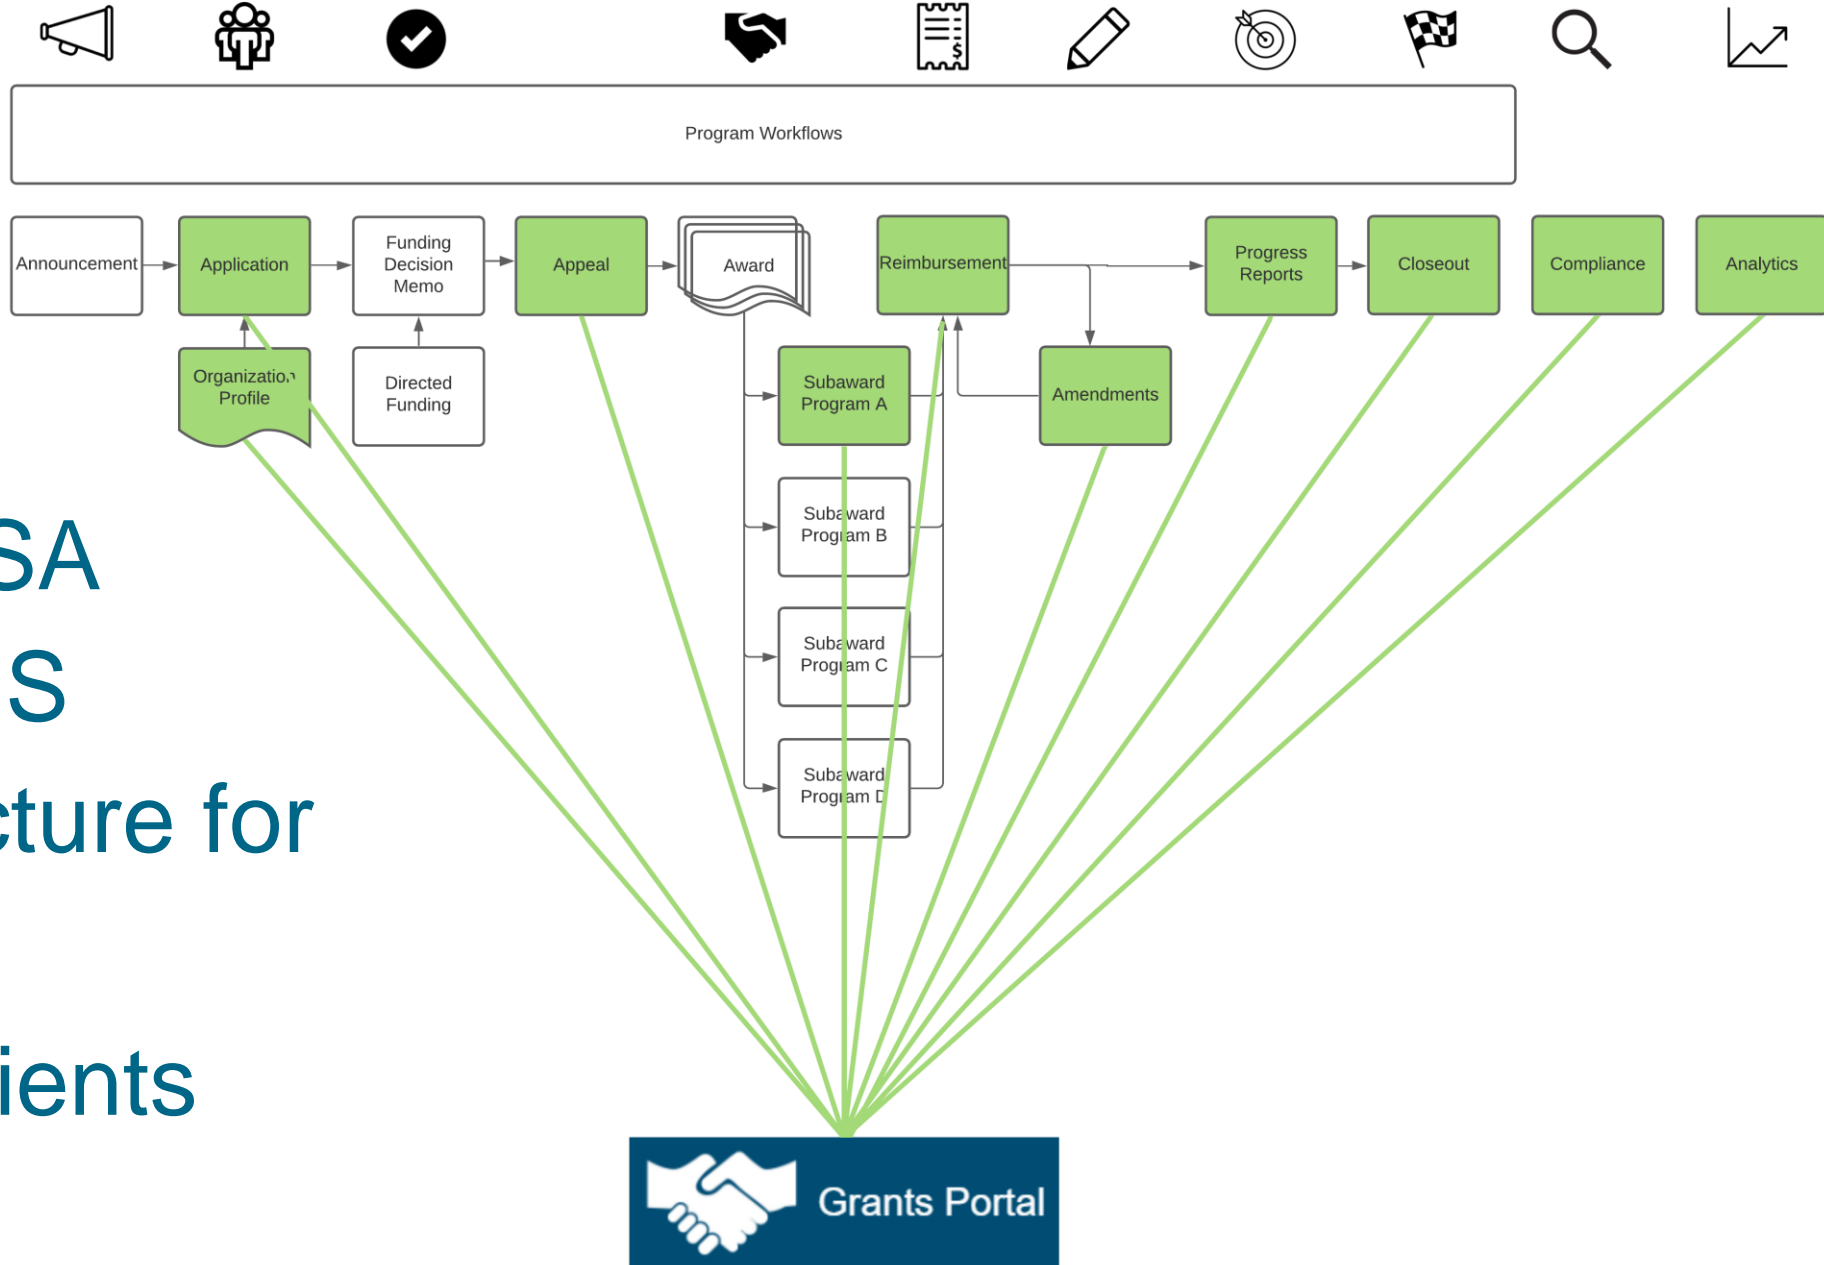 Program Workflows
Announcement
Application
Funding
Decision
Memo
Appeal
Award
Reimbursement
Progress
Reports
Closeout
Compliance
Analytics
Organization
Profile
Directed
Funding
Subaward
Program A
Amendments
Subaward
Program B
Subaward
Program C
Subaward
Program D
SA
S
cture for
ients
Grants Portal
$